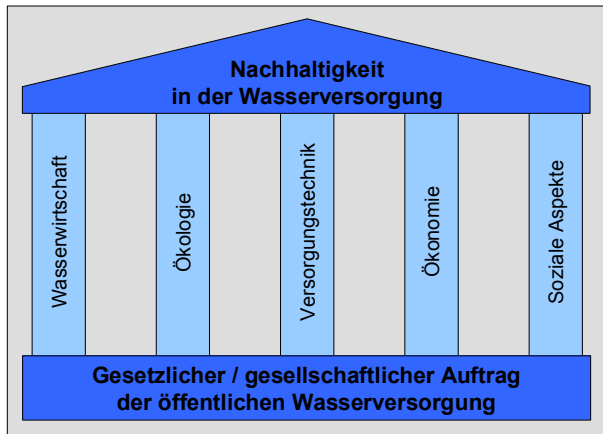 Nachhaltigkeit
in der Wasserversorgung
Wasserwirtschaft
Ökologie
Versorgungstechnik
Ökonomie
Soziale Aspekte
Gesetzlicher / gesellschaftlicher Auftrag
der öffentlichen Wasserversorgung